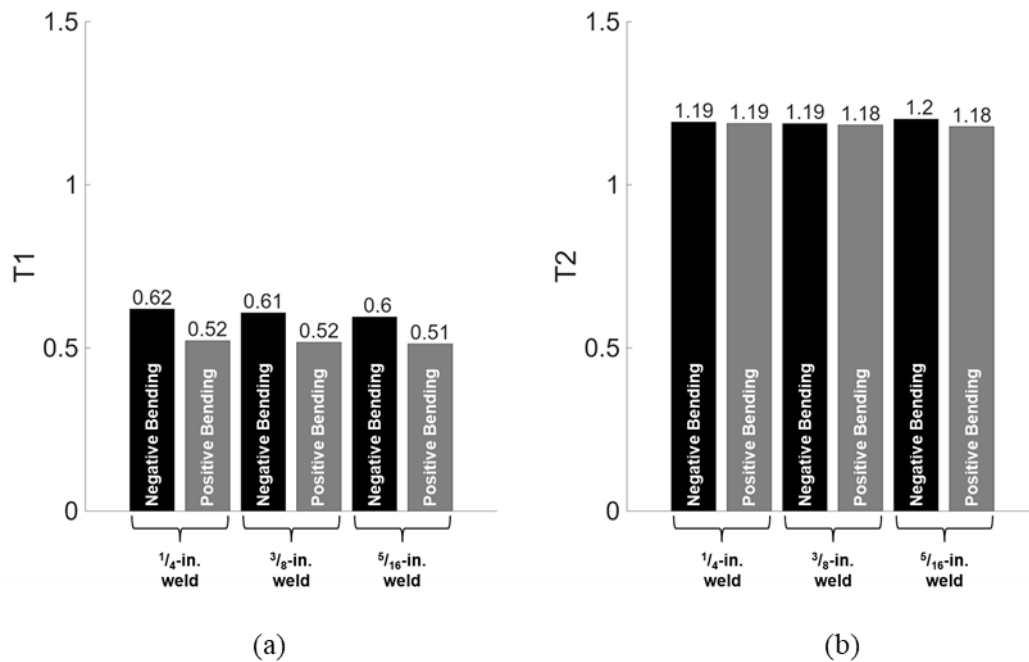 1.5
1
0.5
0
T1
0.62
0.52
0.61
0.52
0.6
0.51
Negative Bending
Positive Bending
Negative Bending
Positive Bending
Negative Bending
Positive Bending
1/4-in.
weld
3/8-in.
weld
5/16-in.
weld
(a)
1.5
1
0.5
0
T2
1.19
1.19
1.19
1.18
1.2
1.18
Negative Bending
Positive Bending
Negative Bending
Positive Bending
Negative Bending
Positive Bending
1/4-in.
weld
3/8-in.
weld
5/16-in.
weld
(b)